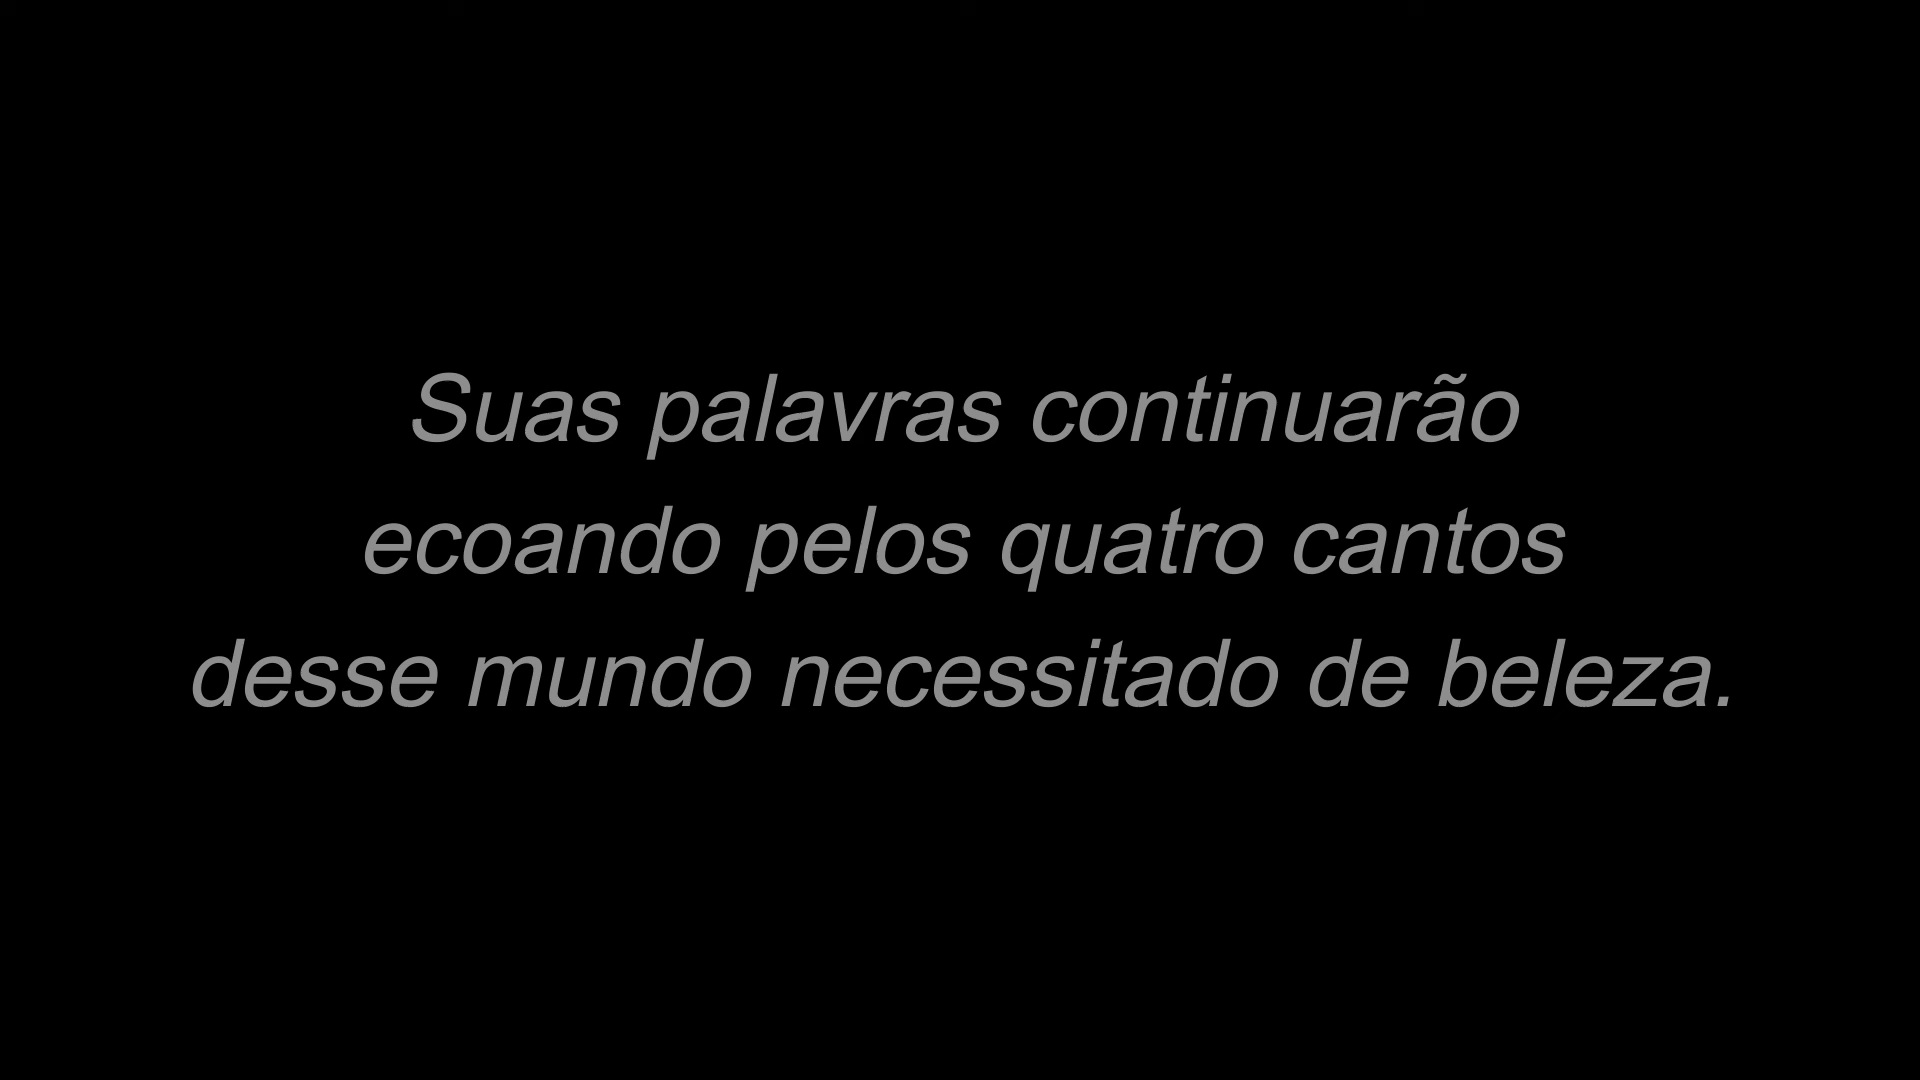 Suas palavras continuarão
ecoando pelos quatro cantos
desse mundo necessitado de beleza.